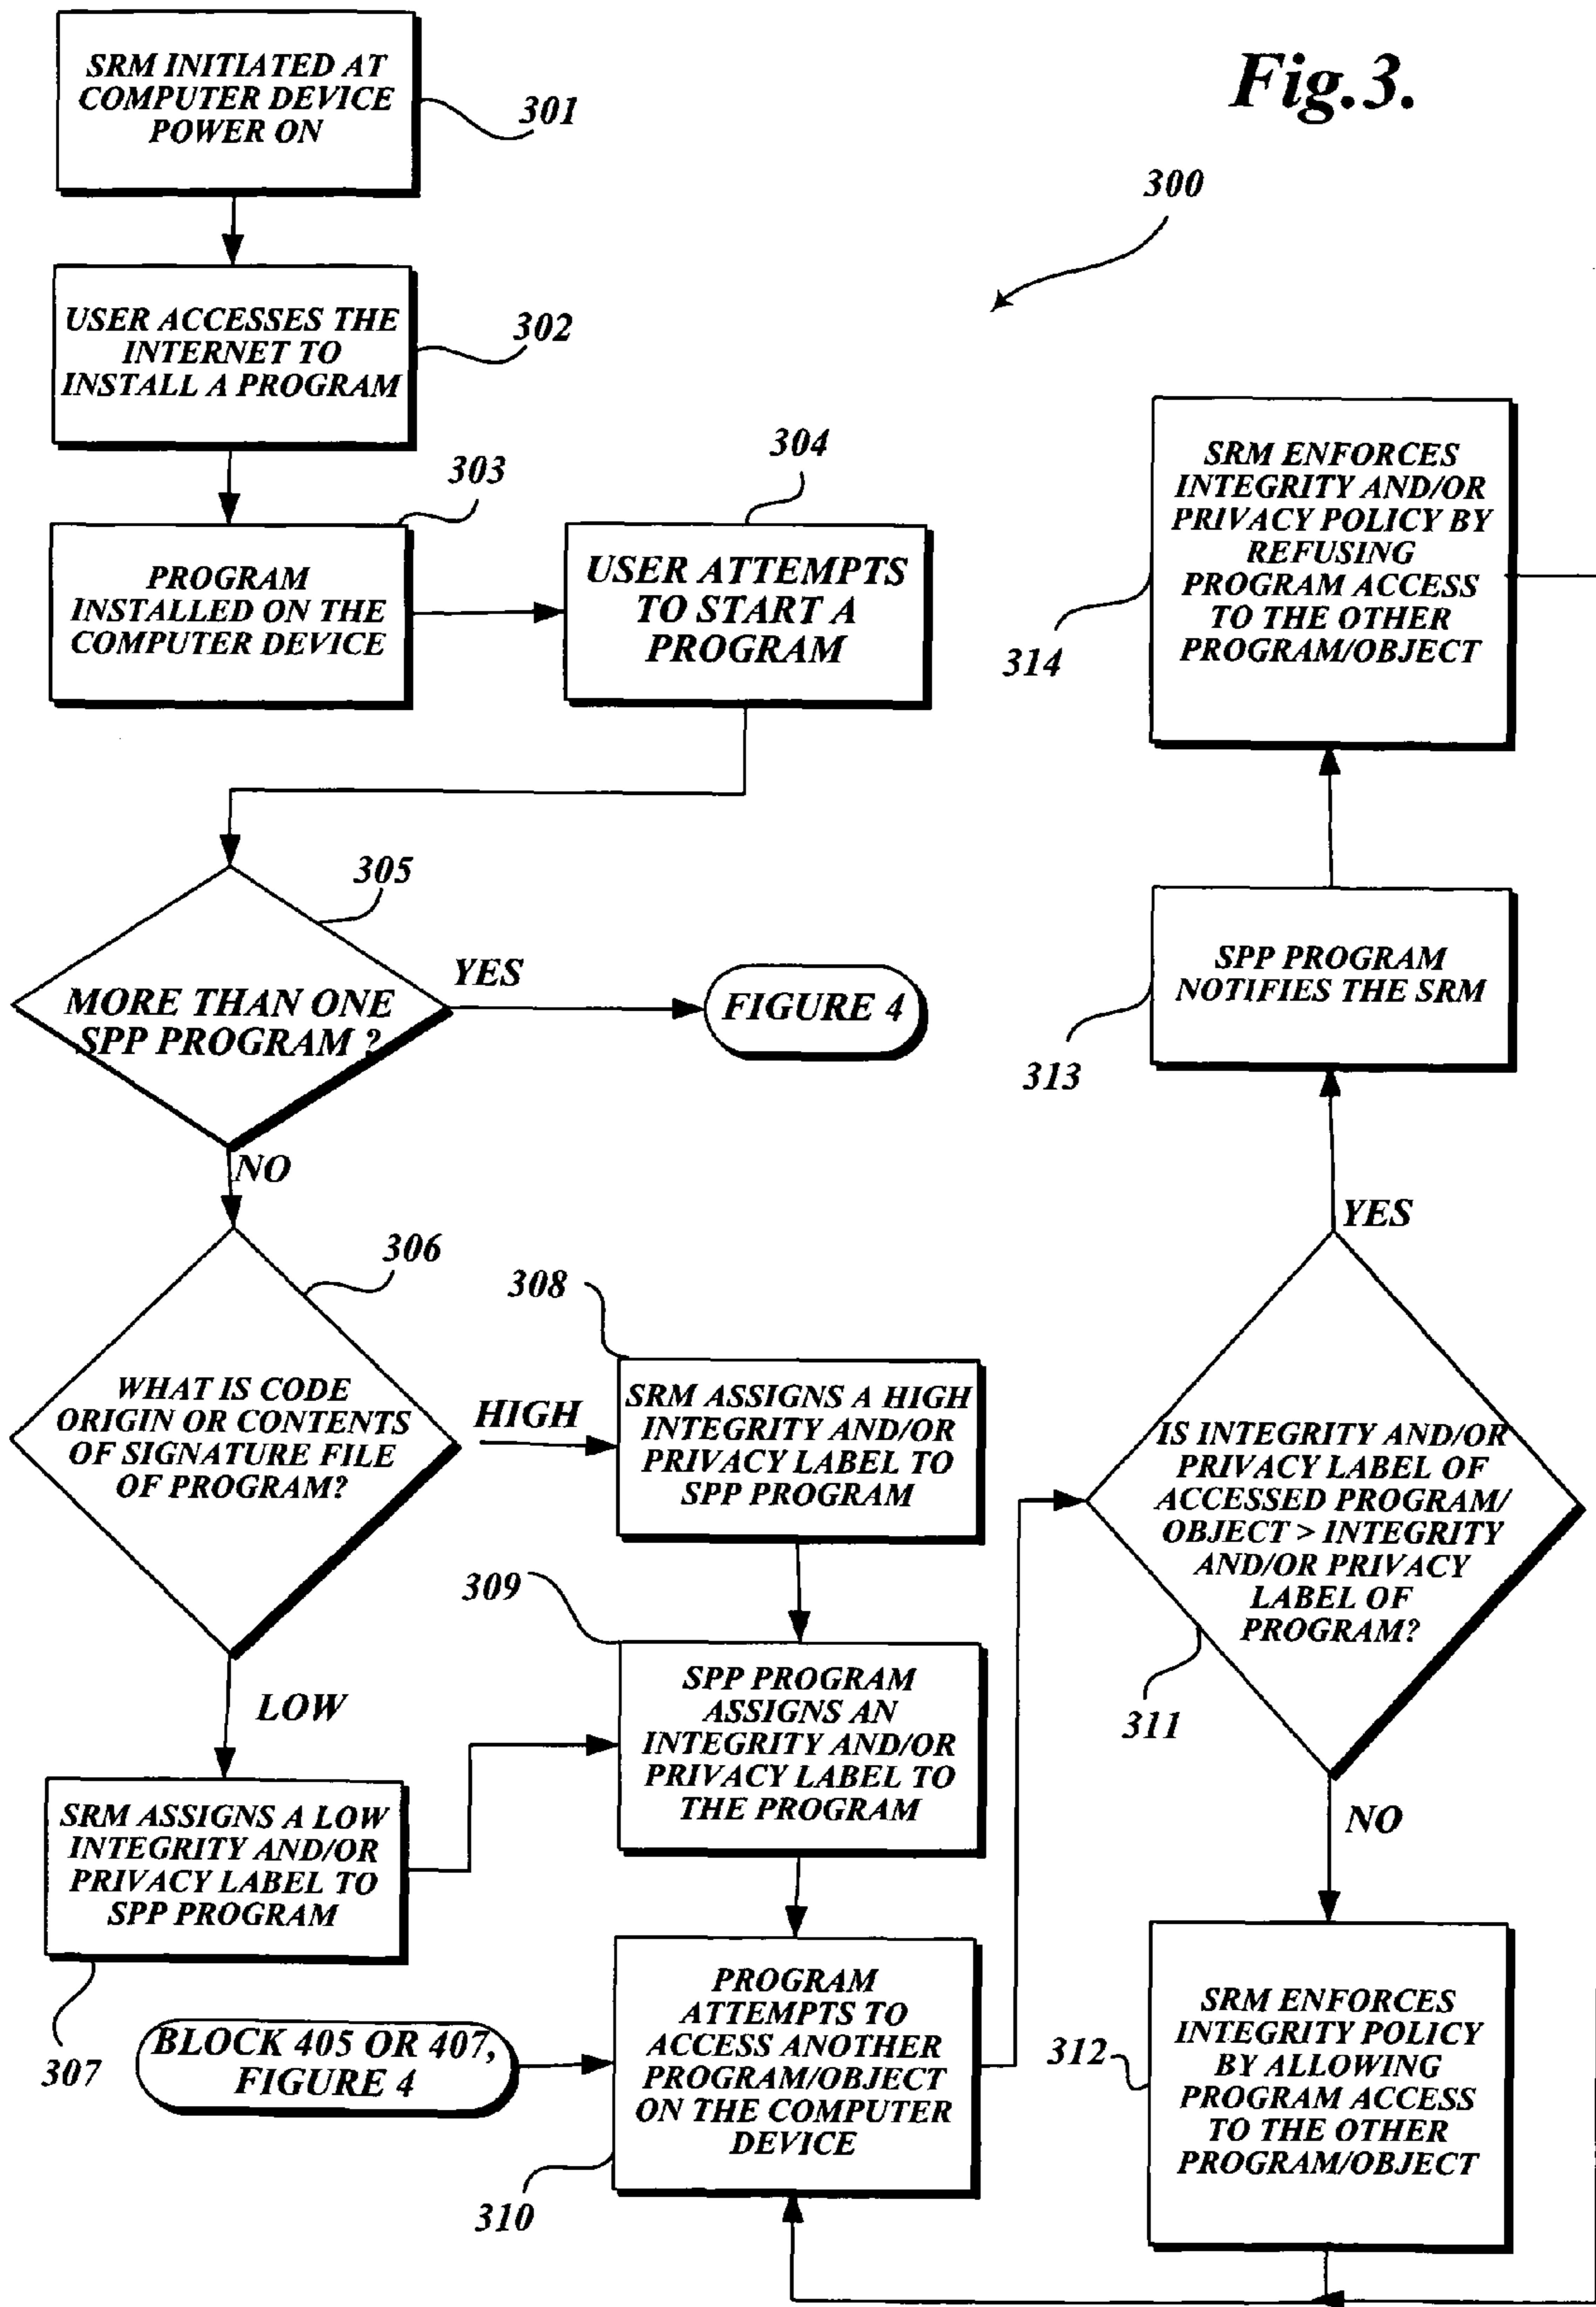 Fig.3.
300
SRM INITIATED AT
COMPUTER DEVICE
POWER ON
301
USER ACCESSES THE
INTERNET TO
INSTALL A PROGRAM
302
303
PROGRAM
INSTALLED ON THE
COMPUTER DEVICE
304
USER ATTEMPTS
TO START A
PROGRAM
305
MORE THAN ONE
SPP PROGRAM ?
YES
FIGURE 4
NO
306
WHAT IS CODE
ORIGIN OR CONTENTS
OF SIGNATURE FILE
OF PROGRAM?
HIGH
LOW
SRM ASSIGNS A LOW
INTEGRITY AND/OR
PRIVACY LABEL TO
SPP PROGRAM
307
308
SRM ASSIGNS A HIGH
INTEGRITY AND/OR
PRIVACY LABEL TO
SPP PROGRAM
309
SPP PROGRAM
ASSIGNS AN
INTEGRITY AND/OR
PRIVACY LABEL TO
THE PROGRAM
BLOCK 405 OR 407,
FIGURE 4
PROGRAM
ATTEMPTS TO
ACCESS ANOTHER
PROGRAM/OBJECT
ON THE COMPUTER
DEVICE
310
IS INTEGRITY AND/OR
PRIVACY LABEL OF
ACCESSED PROGRAM/
OBJECT > INTEGRITY
AND/OR PRIVACY
LABEL OF
PROGRAM?
311
NO
SRM ENFORCES
INTEGRITY POLICY
BY ALLOWING
PROGRAM ACCESS
TO THE OTHER
PROGRAM/OBJECT
312
YES
SPP PROGRAM
NOTIFIES THE SRM
313
SRM ENFORCES
INTEGRITY AND/OR
PRIVACY POLICY BY
REFUSING
PROGRAM ACCESS
TO THE OTHER
PROGRAM/OBJECT
314